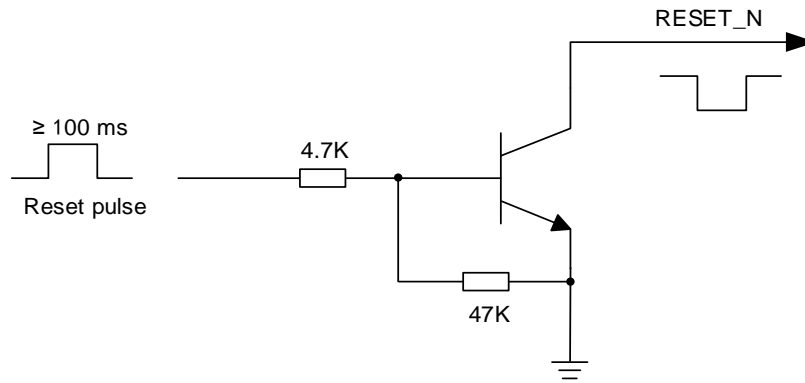 RESET_N
≥ 100 ms
4.7K
Reset pulse
47K